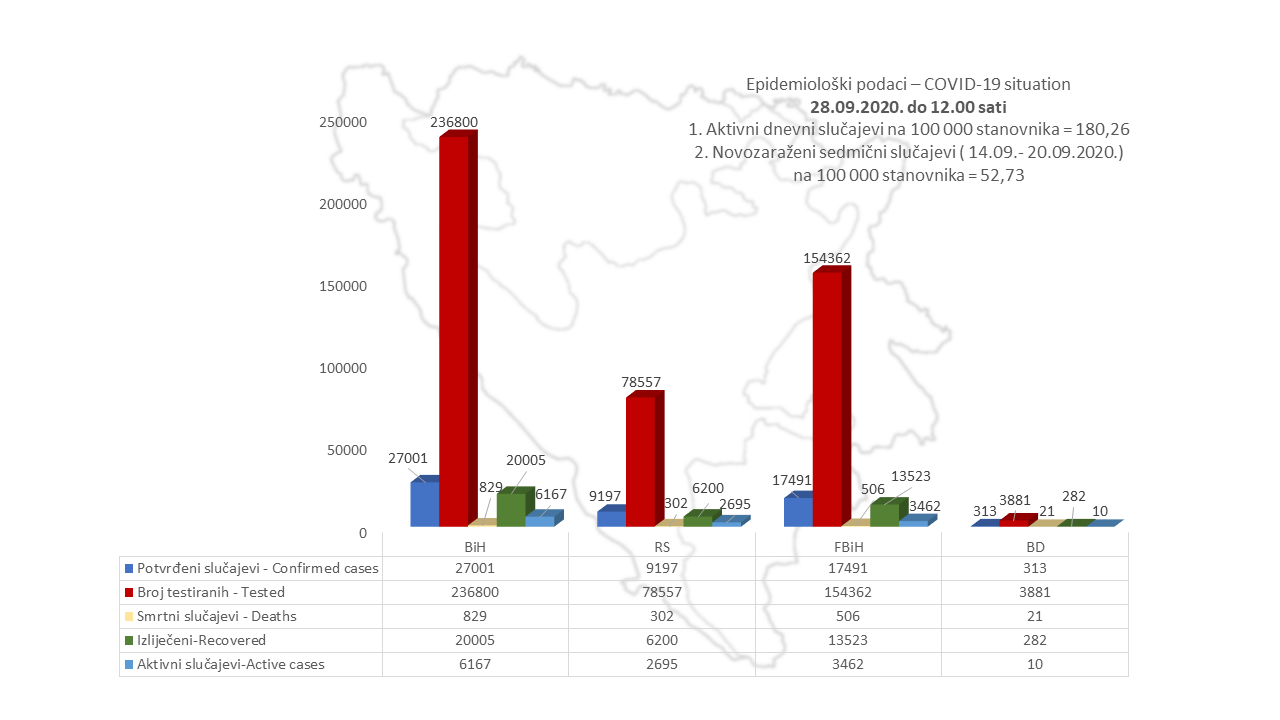 Epidemiološki podaci – COVID-19 situation
28.09.2020. do 12.00 sati
1. Aktivni dnevni slučajevi na 100 000 stanovnika = 180,26
2. Novozaraženi sedmični slučajevi ( 14.09.- 20.09.2020.)
na 100 000 stanovnika = 52,73
250000
200000
150000
100000
50000
0
27001
236800
829
20005
6167
9197
78557
302
6200
2695
17491
154362
506
13523
3462
313
3881
21
282
10
BiH RS FBiH BD
Potvrđeni slučajevi - Confirmed cases 27001 9197 17491 313
Broj testiranih - Tested 236800 78557 154362 3881
Smrtni slučajevi - Deaths 829 302 506 21
Izliječeni-Recovered 20005 6200 13523 282
Aktivni slučajevi-Active cases 6167 2695 3462 10